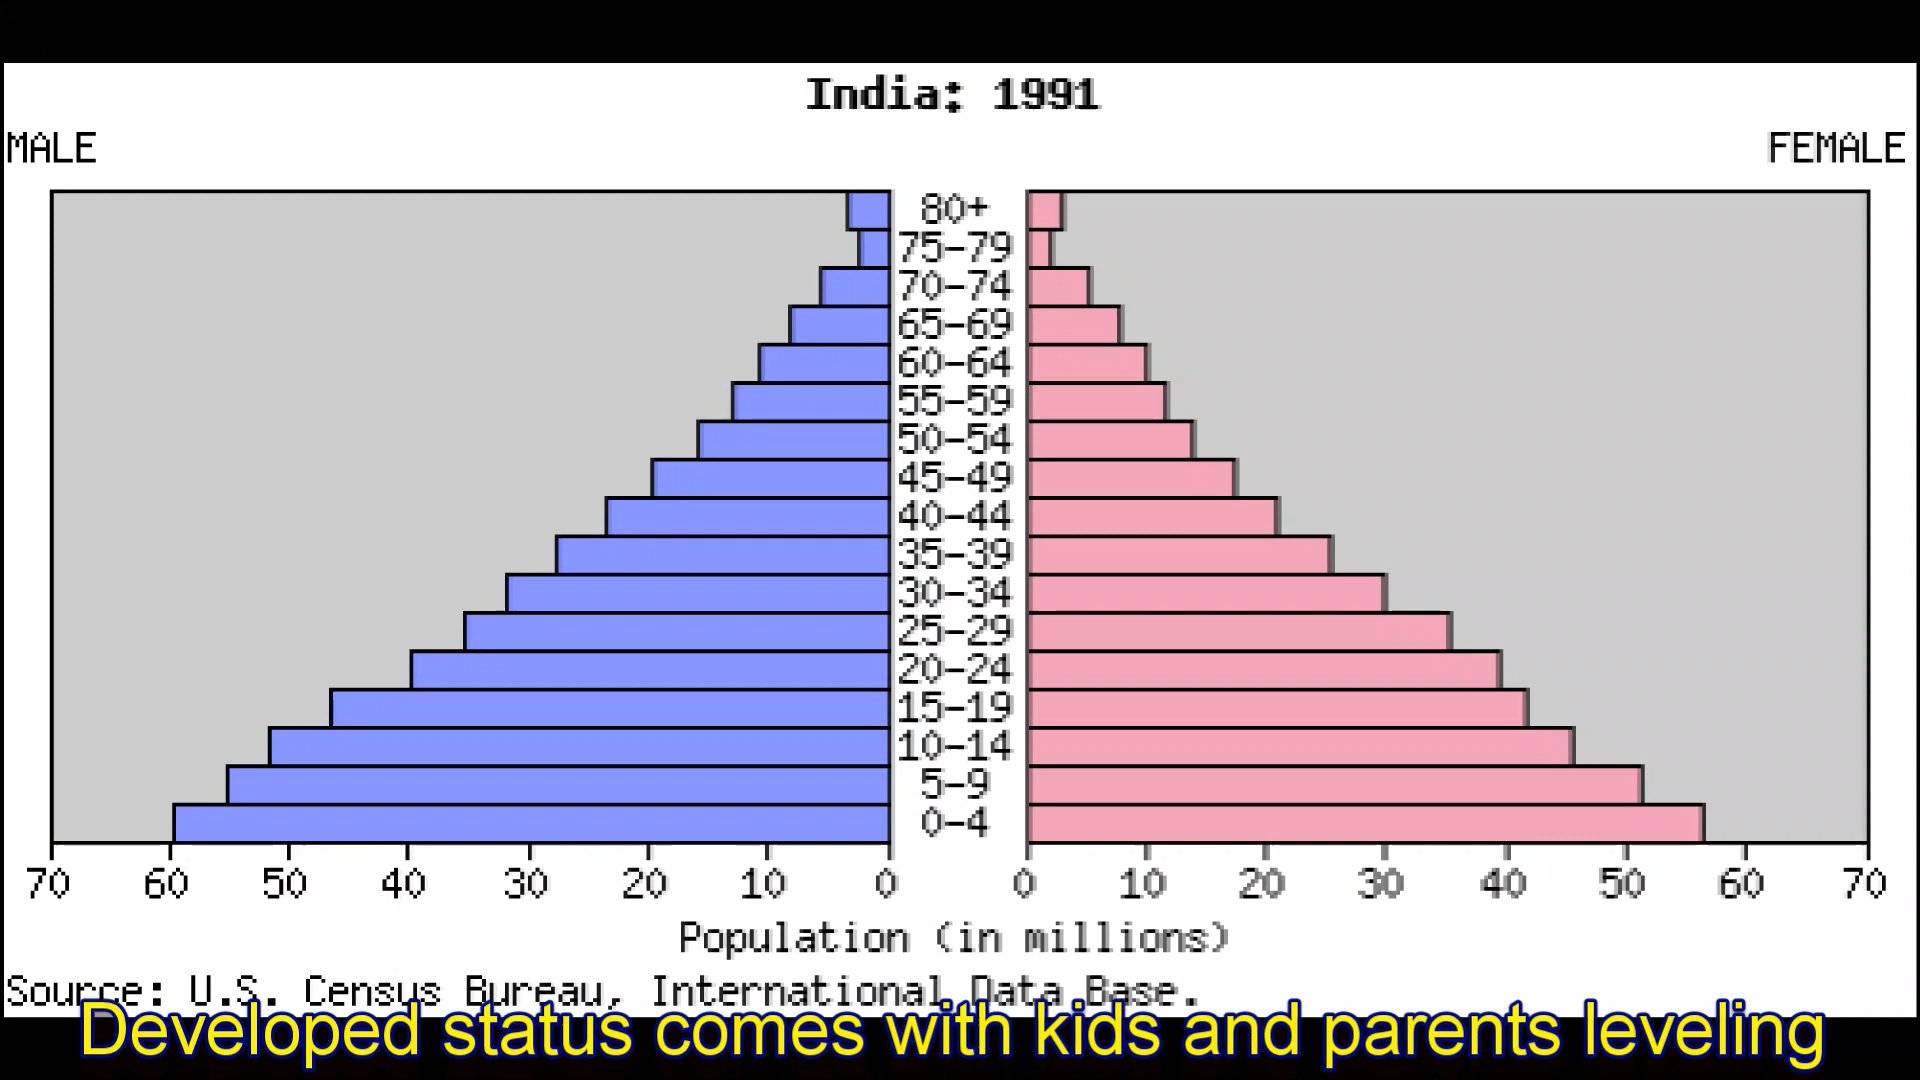 India: 1991
MALE
FEMALE
80+
75-79
70-74
65-69
60-64
55-59
50-54
45-49
40-44
35-39
30-34
25-29
20-24
15-19
10-14
5-9
0-4
70 60 50 40 30 20 10 0 0 10 20 30 40 50 60 70
Population (in millions)
Source: U.S. Census Bureau, International Data Base.
Developed status comes with kids and parents leveling